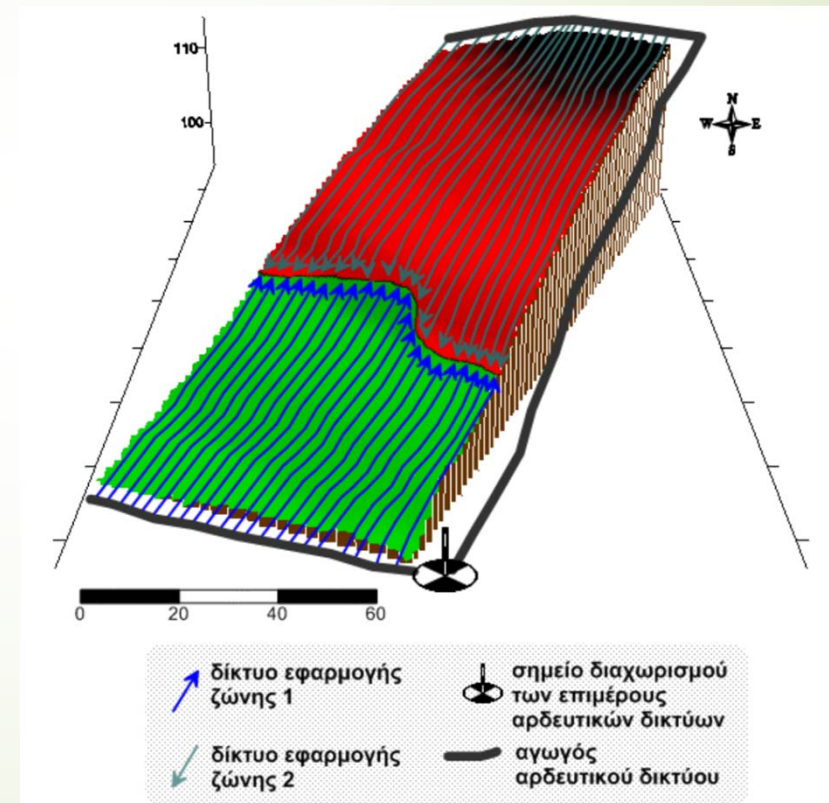 110
100
N
W E
S
0 20 40 60
δίκτυο εφαρμογής
ζώνης 1
σημείο διαχωρισμού
των επιμέρους
αρδευτικών δικτύων
δίκτυο εφαρμογής
ζώνης 2
αγωγός
αρδευτικού δικτύου